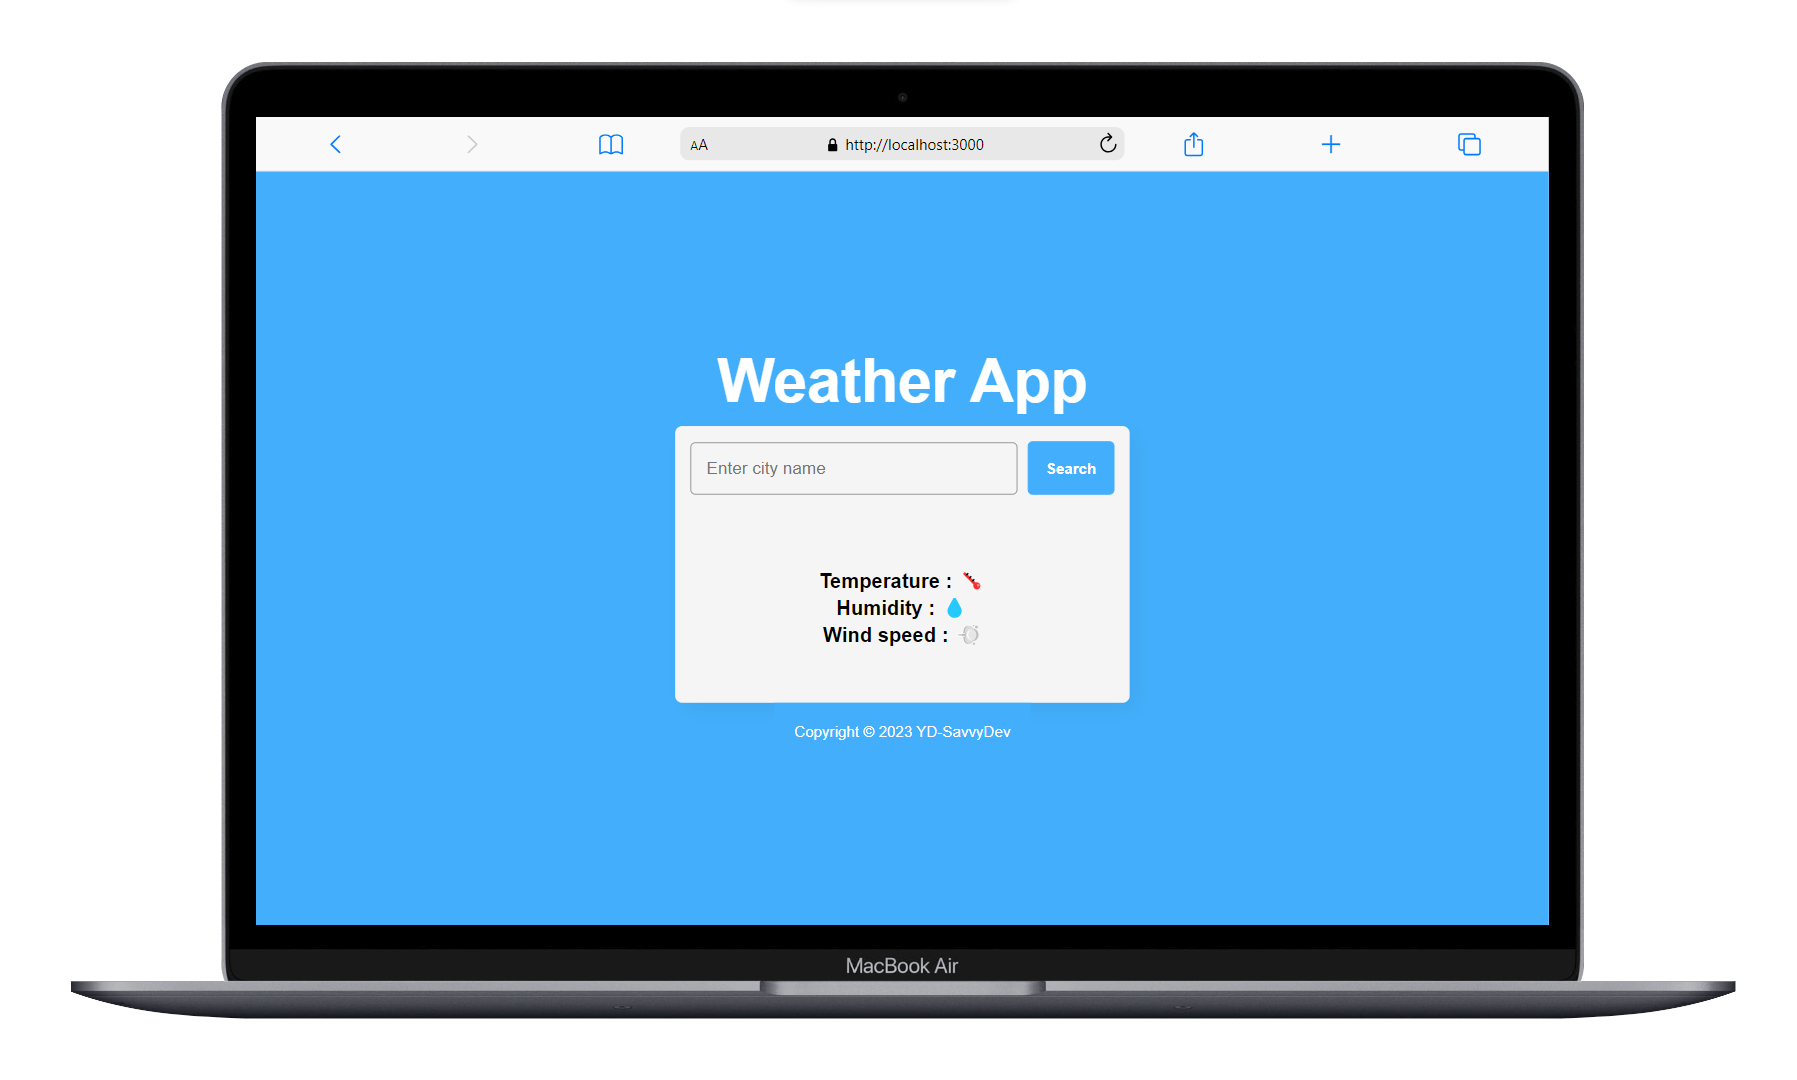 AA
http://localhost:3000
Weather App
Enter city name
Search
Temperature : 🌡
Humidity : 💧
Wind speed : 🌬
Copyright © 2023 YD-SavvyDev
MacBook Air